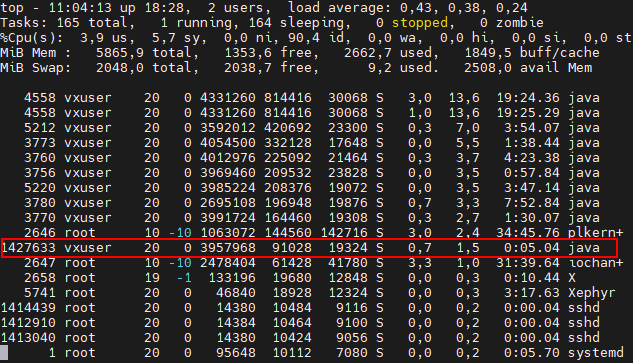 top - 11:04:13 up 18:28,  2 users,  load average: 0,43, 0,38, 0,24
Tasks: 165 total,   1 running, 164 sleeping,   0 stopped,   0 zombie
%Cpu(s):  3,9 us,  5,7 sy,  0,0 ni, 90,4 id,  0,0 wa,  0,0 hi,  0,0 si,  0,0 st
MiB Mem :   5865,9 total,   1353,6 free,   2662,7 used,   1849,5 buff/cache
MiB Swap:   2048,0 total,   2038,7 free,      9,2 used.   2508,0 avail Mem
4558 vxuser    20   0 4331260 814416  30068 S   3,0  13,6  19:24.36 java
4558 vxuser    20   0 4331260 814416  30068 S   1,0  13,6  19:25.29 java
5212 vxuser    20   0 3592012 420692  23300 S   0,3   7,0   3:54.07 java
3773 vxuser    20   0 4054500 332128  17648 S   0,0   5,5   1:38.44 java
3760 vxuser    20   0 4012976 225092  21464 S   0,3   3,7   4:23.38 java
3756 vxuser    20   0 3969460 209532  23828 S   0,0   3,5   3:54.17 java
5220 vxuser    20   0 3985224 208376  19072 S   0,3   3,5   3:47.14 java
3780 vxuser    20   0 2695108 196948  19876 S   0,7   3,3   7:52.84 java
3770 vxuser    20   0 3991724 164460  19308 S   0,3   2,7   1:30.07 java
2646 root      10 -10 1063072 144560 142716 S   3,0   2,4  34:45.76 plkern+
1427633 vxuser    20   0 3957968  91028  19324 S   0,7   1,5   0:05.04 java
2647 root      10 -10 2478404  61428  41780 S   3,3   1,0  31:39.64 iochan+
2658 root      19  -1  133196  19680  12848 S   0,0   0,3   0:10.44 X
5741 root      20   0   46840  18928  12324 S   0,0   0,3   3:17.63 Xephyr
1414439 root      20   0   14380  10484   9116 S   0,0   0,2   0:00.04 sshd
1412910 root      20   0   14384  10464   9100 S   0,0   0,2   0:00.04 sshd
1413040 root      20   0   14380  10424   9056 S   0,0   0,2   0:00.04 sshd
1 root      20   0   95648  10112   7080 S   0,0   0,2   0:05.70 systemd